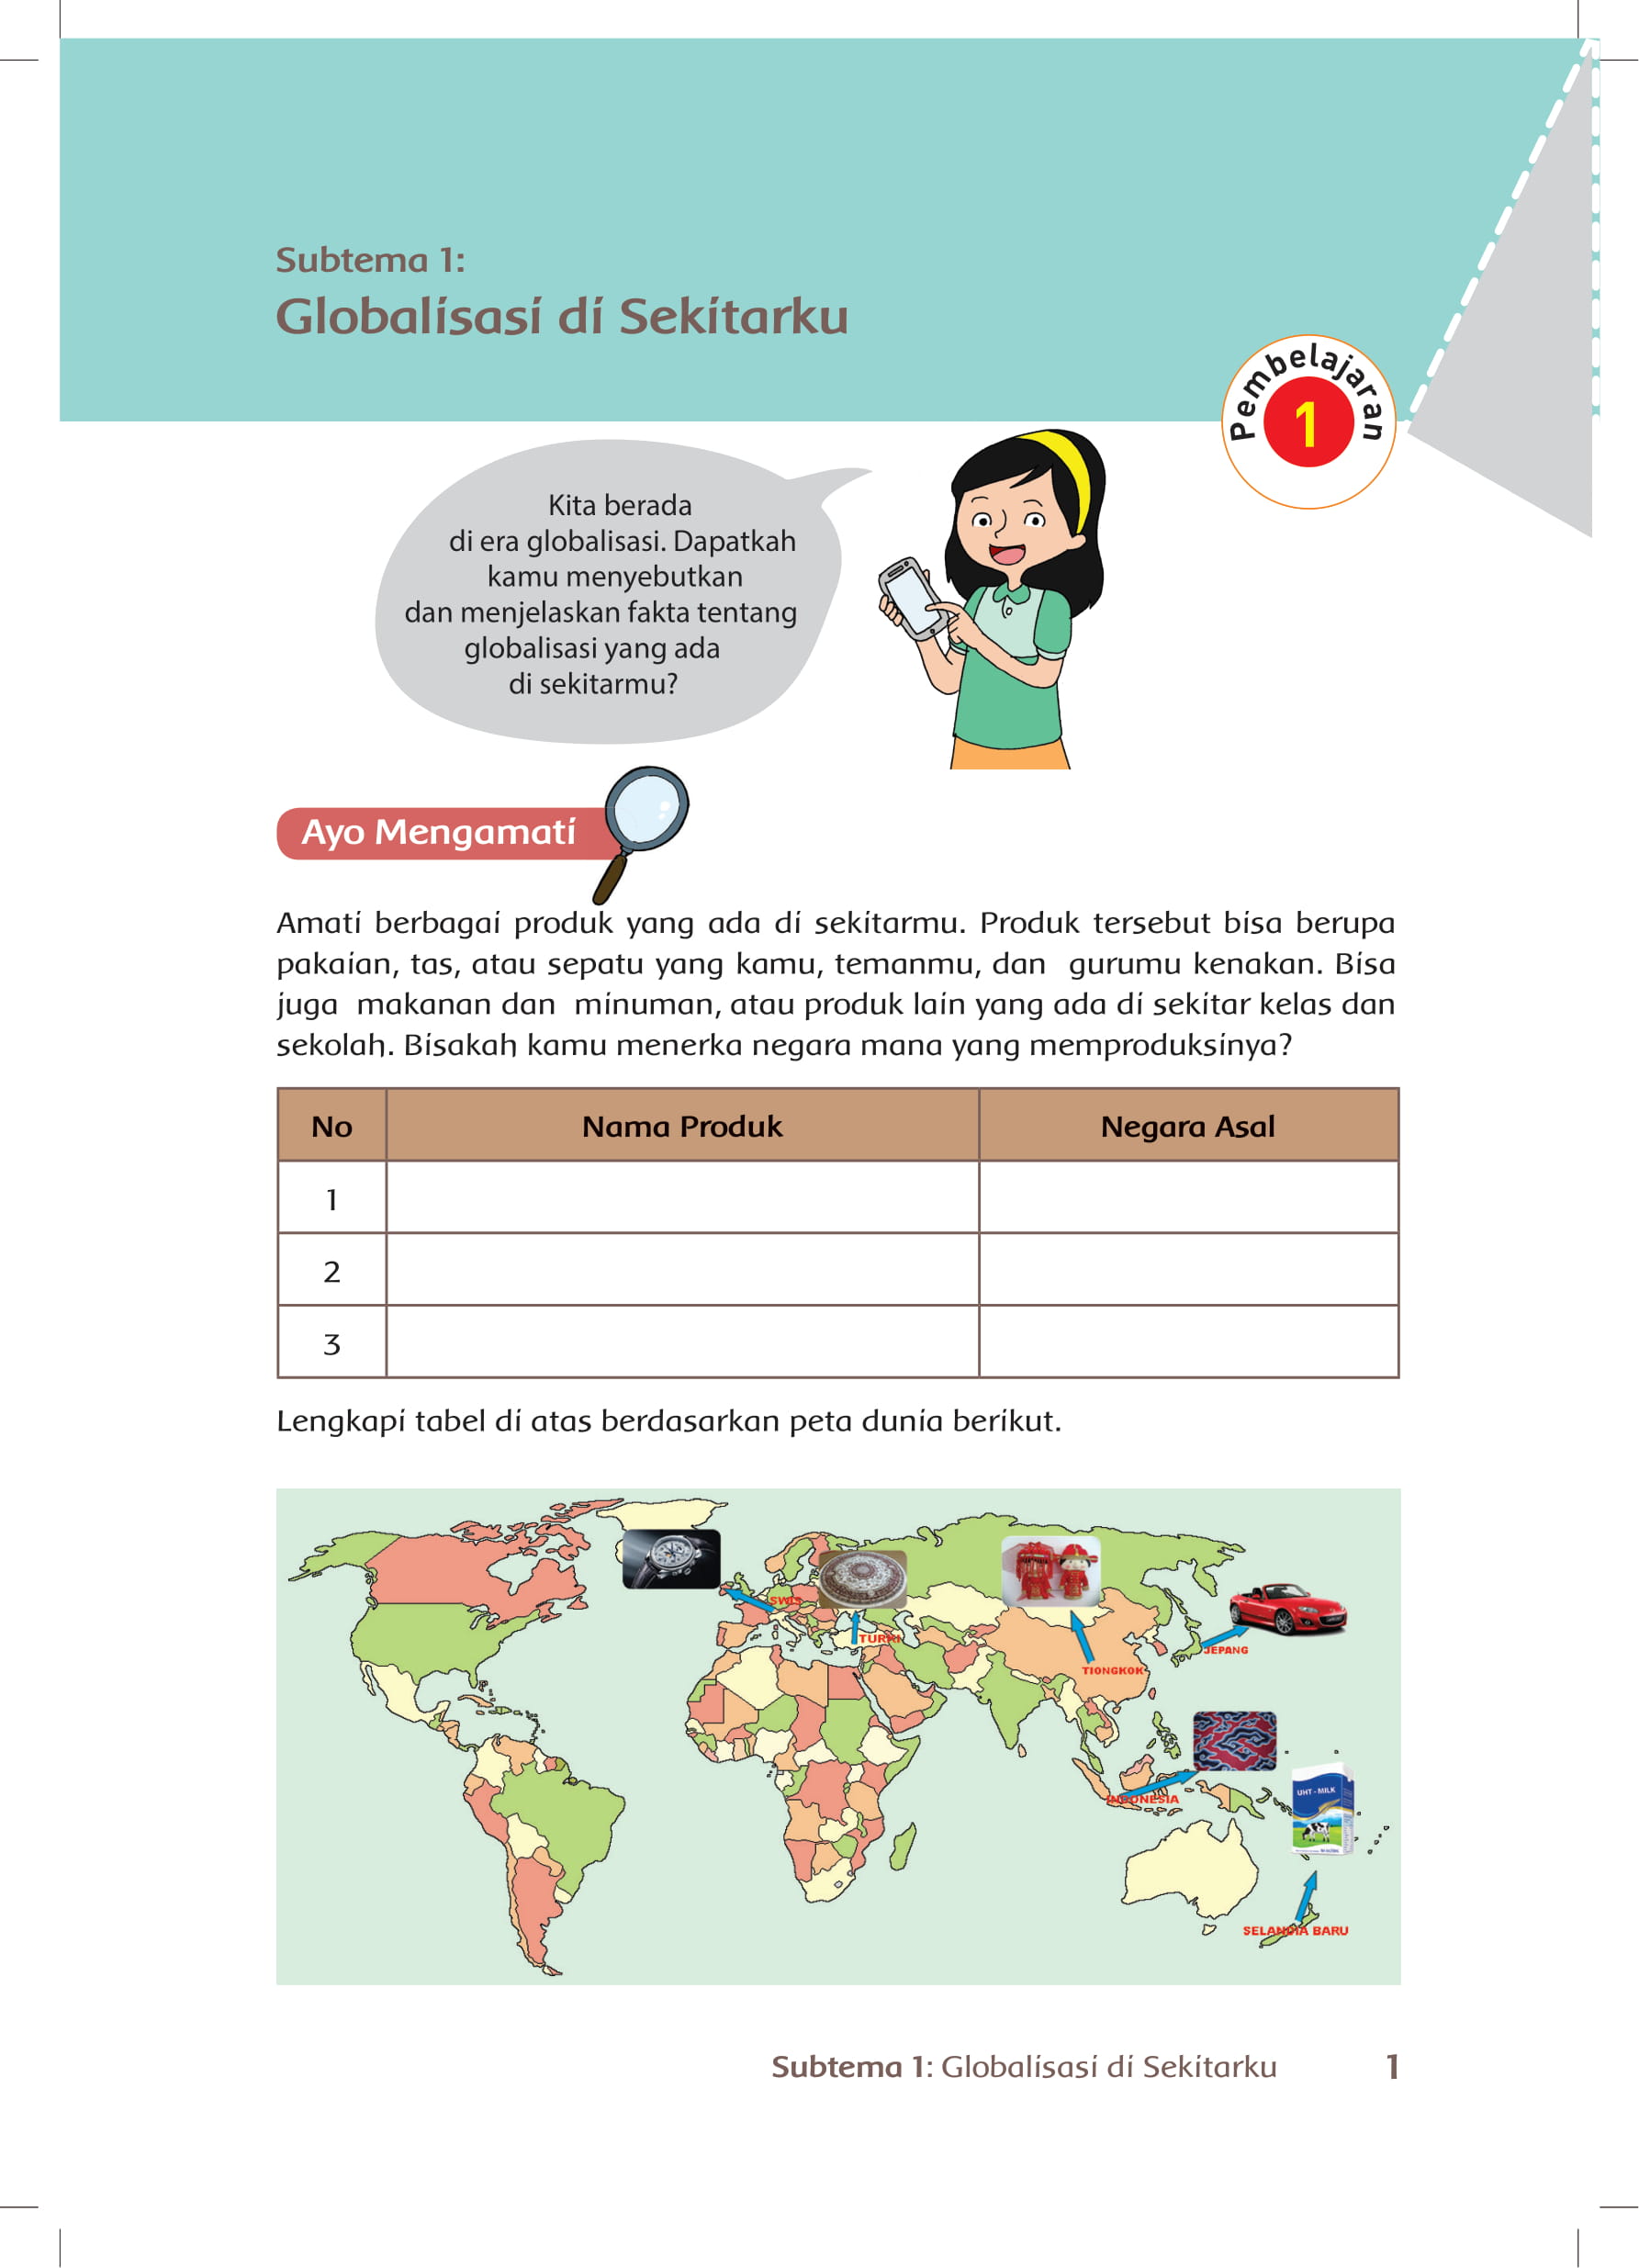 Subtema 1:
Globalisasi di Sekitarku
Pembelajaran
1
Kita berada
di era globalisasi. Dapatkah
kamu menyebutkan
dan menjelaskan fakta tentang
globalisasi yang ada
di sekitarmu?
Ayo Mengamati
Amati berbagai produk yang ada di sekitarmu. Produk tersebut bisa berupa
pakaian, tas, atau sepatu yang kamu, temanmu, dan gurumu kenakan. Bisa
juga makanan dan minuman, atau produk lain yang ada di sekitar kelas dan
sekolah. Bisakah kamu menerka negara mana yang memproduksinya?
No Nama Produk Negara Asal
1
2
3
Lengkapi tabel di atas berdasarkan peta dunia berikut.
SWIS
TURKI
TIONGKOK
JEPANG
INDONESIA
UHT - MILK
SELANDIA BARU
Subtema 1: Globalisasi di Sekitarku 1